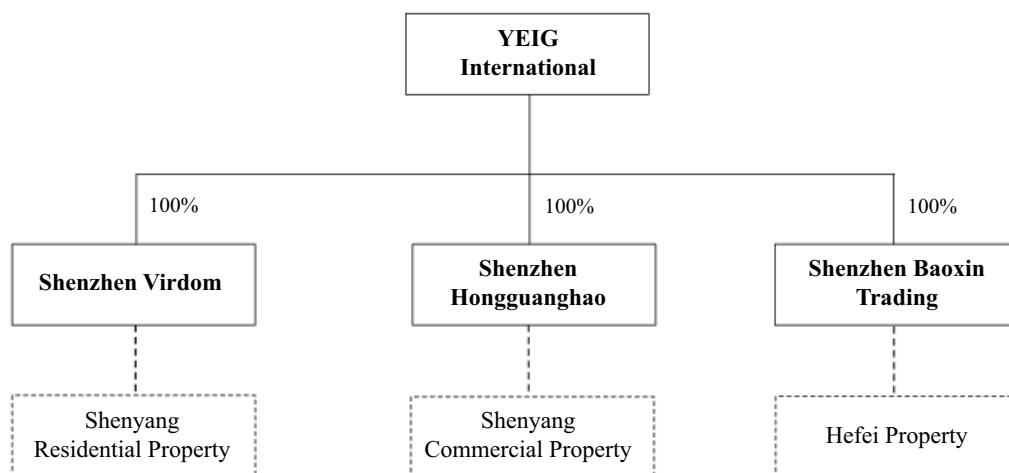 YEIG
International
100%
100%
100%
Shenzhen Virdom
Shenzhen
Hongguanghao
Shenzhen Baoxin
Trading
Shenyang
Residential Property
Shenyang
Commercial Property
Hefei Property